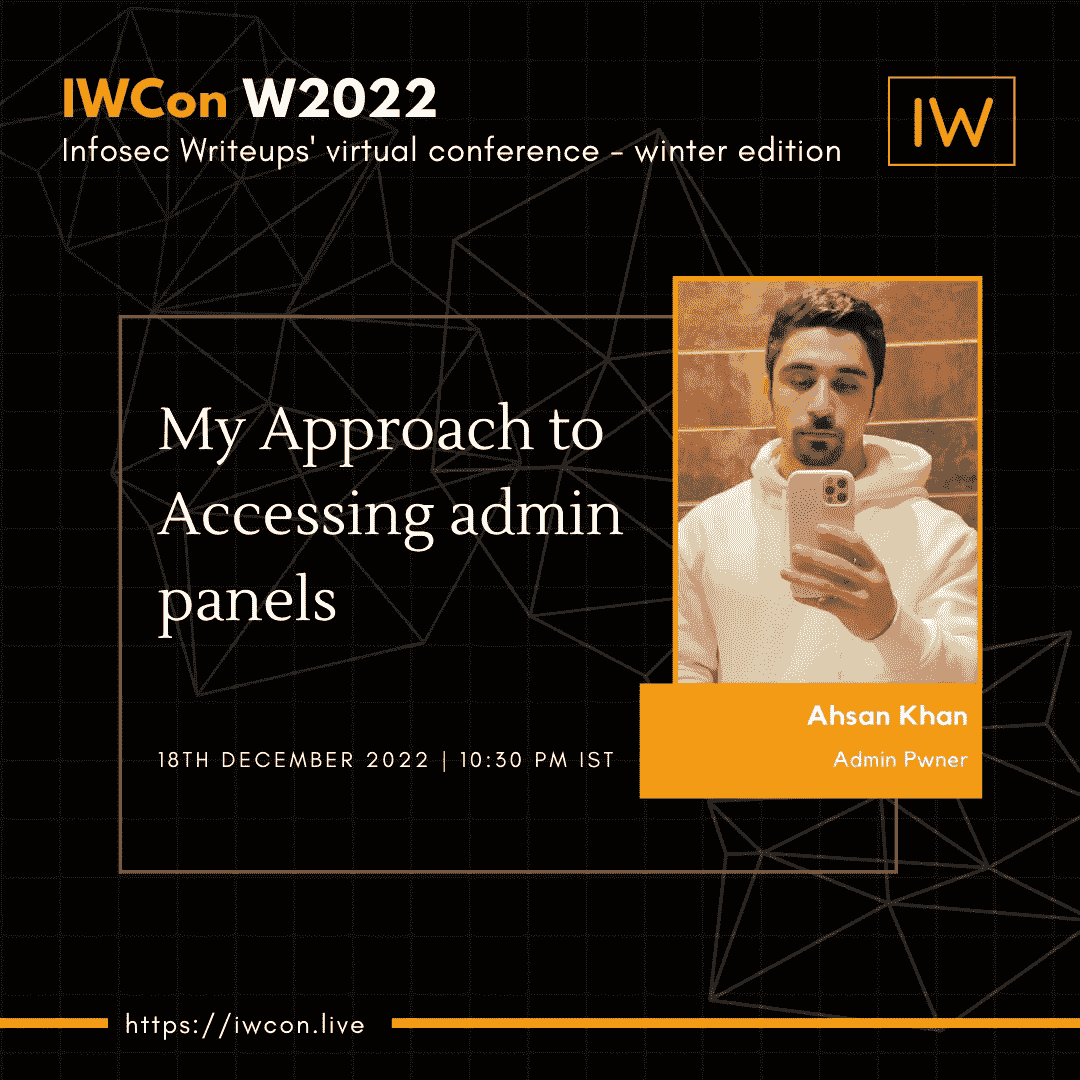 IWCon W2022
Infosec Writeups' virtual conference - winter edition
IW
My Approach to
Accessing admin
panels
18TH DECEMBER 2022 | 10:30 PM IST
Ahsan Khan
Admin Pwner
https://iwcon.live